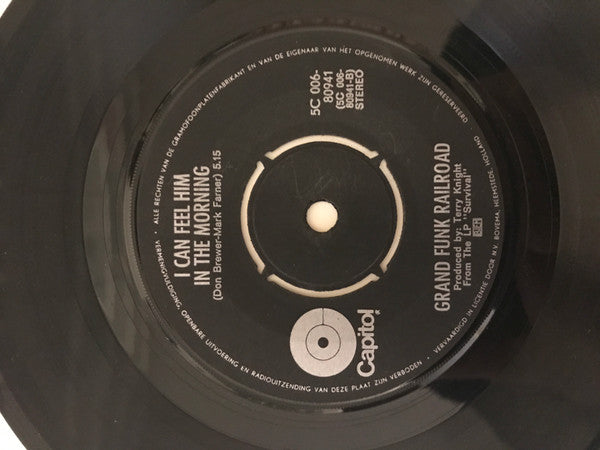 Capitol
5C 006-
80941
(5C 006-
80941-B)
STEREO
I CAN FEEL HIM
IN THE MORNING
(Don Brewer-Mark Farner) 5.15
GRAND FUNK RAILROAD
Produced by: Terry Knight
From The LP "Survival"
ALLE RECHTEN VAN DE GRAMOFOONPLATENFABRIKANT EN VAN DE EIGENAAR VAN HET OPGENOMEN WERK ZIJN GERESERVEERD
VERMENIGVULDIGING, OPENBARE UITVOERING EN RADIOUITZENDING VAN DEZE PLAAT ZIJN VERBODEN · VERVAARDIGD IN LICENTIE DOOR N.V. BOVEMA, HEEMSTEDE, HOLLAND